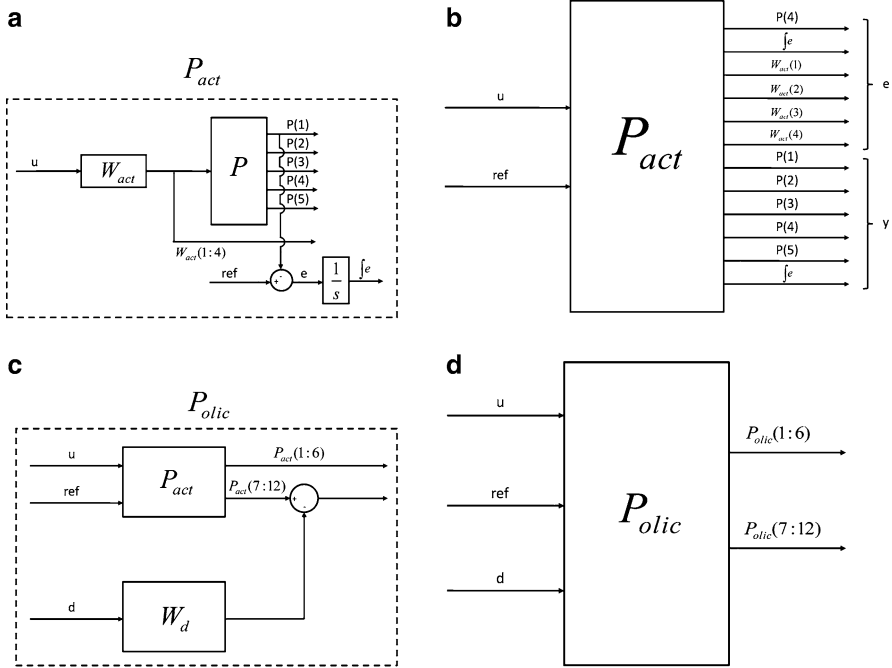 a
P_act
u
W_act
P
P(1)
P(2)
P(3)
P(4)
P(5)
W_act(1:4)
ref
+
-
e
1
s
∫e
b
u
ref
P_act
P(4)
∫e
W_act(1)
W_act(2)
W_act(3)
W_act(4)
e
P(1)
P(2)
P(3)
P(4)
P(5)
∫e
y
c
P_olic
u
ref
P_act
P_act(1:6)
P_act(7:12)
+
-
d
W_d
d
u
ref
d
P_olic
P_olic(1:6)
P_olic(7:12)